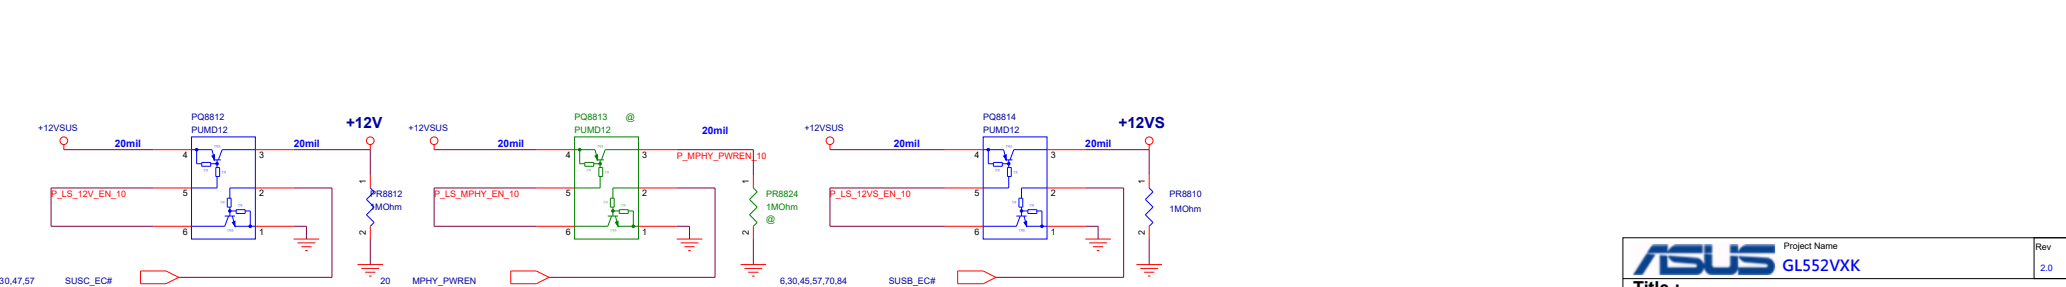 PQ8812
PUMD12
+12VSUS
20mil
20mil
+12V
4
3
5
2
6
1
P_LS_12V_EN_10
1
PR8812
1MOhm
2
30,47,57
SUSC_EC#
PQ8813 @
PUMD12
+12VSUS
20mil
20mil
4
3
P_MPHY_PWREN_10
5
2
6
1
P_LS_MPHY_EN_10
1
PR8824
1MOhm
@
2
20
MPHY_PWREN
PQ8814
PUMD12
+12VSUS
20mil
20mil
+12VS
4
3
5
2
6
1
P_LS_12VS_EN_10
1
PR8810
1MOhm
2
6,30,45,57,70,84
SUSB_EC#
ASUS
Project Name
GL552VXK
Rev
2.0
Title :